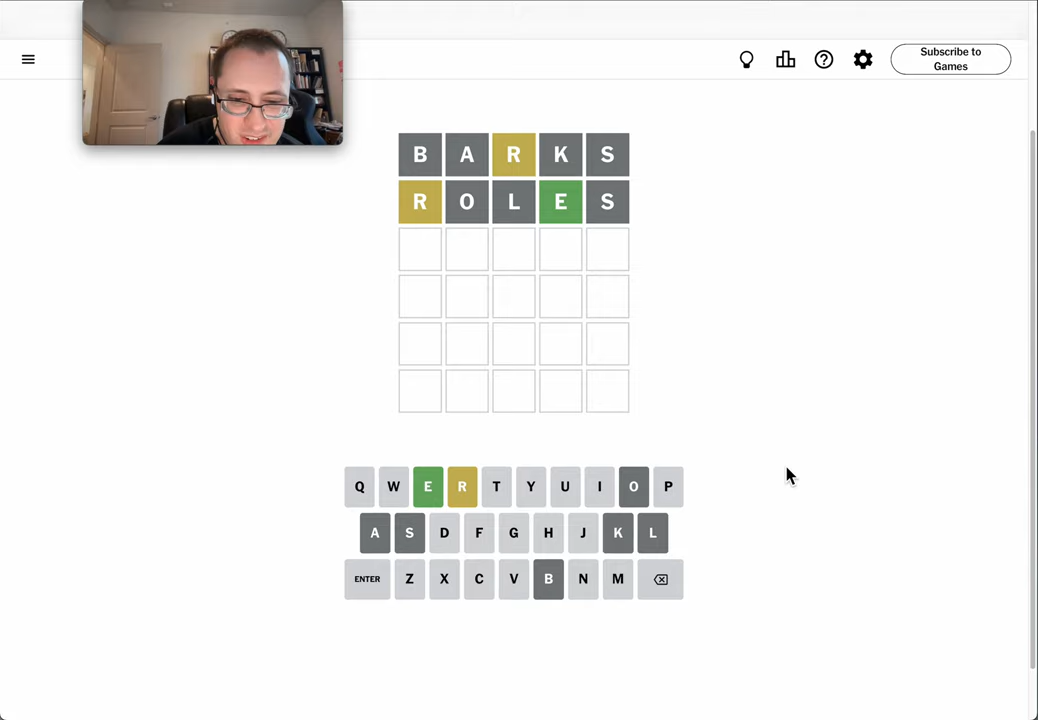 Subscribe to
Games
B A R K S
R O L E S
Q W E R T Y U I O P
A S D F G H J K L
ENTER Z X C V B N M